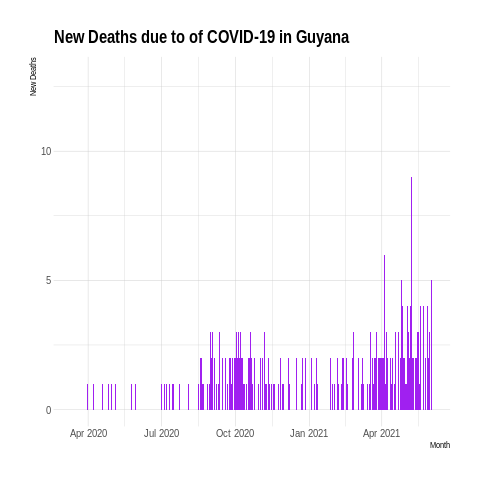 New Deaths due to of COVID-19 in Guyana
New Deaths
10
5
0
Apr 2020 Jul 2020 Oct 2020 Jan 2021 Apr 2021
Month